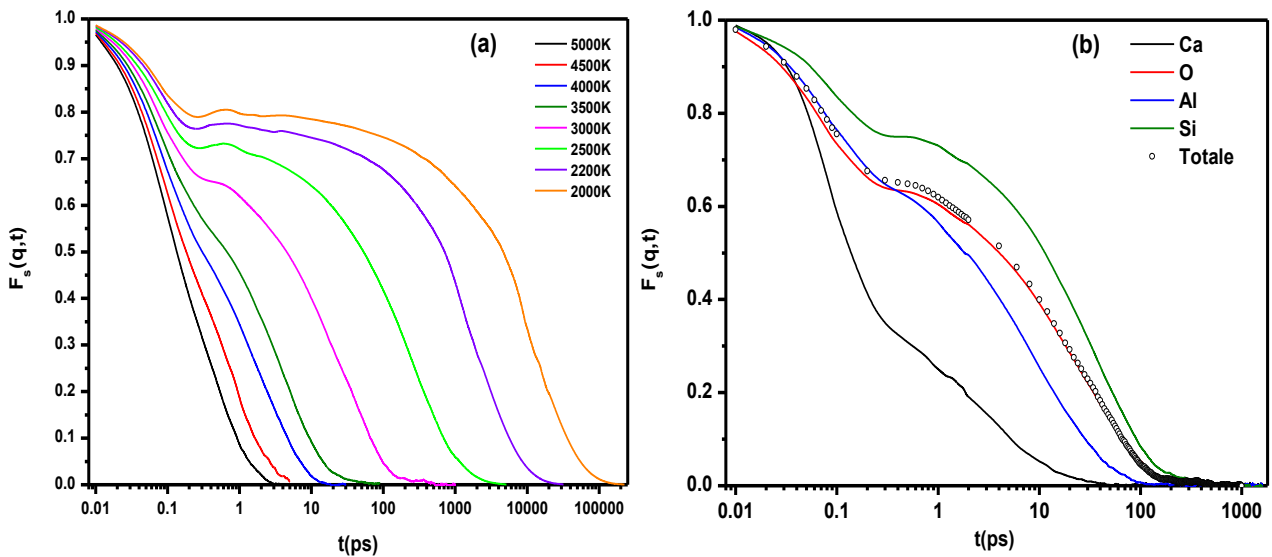 (a)
5000K
4500K
4000K
3500K
3000K
2500K
2200K
2000K
1.0
0.9
0.8
0.7
0.6
0.5
0.4
0.3
0.2
0.1
0.0
F_s(q,t)
0.01 0.1 1 10 100 1000 10000 100000
t(ps)
(b)
Ca
O
Al
Si
Totale
1.0
0.8
0.6
0.4
0.2
0.0
F_s(q,t)
0.01 0.1 1 10 100 1000
t(ps)